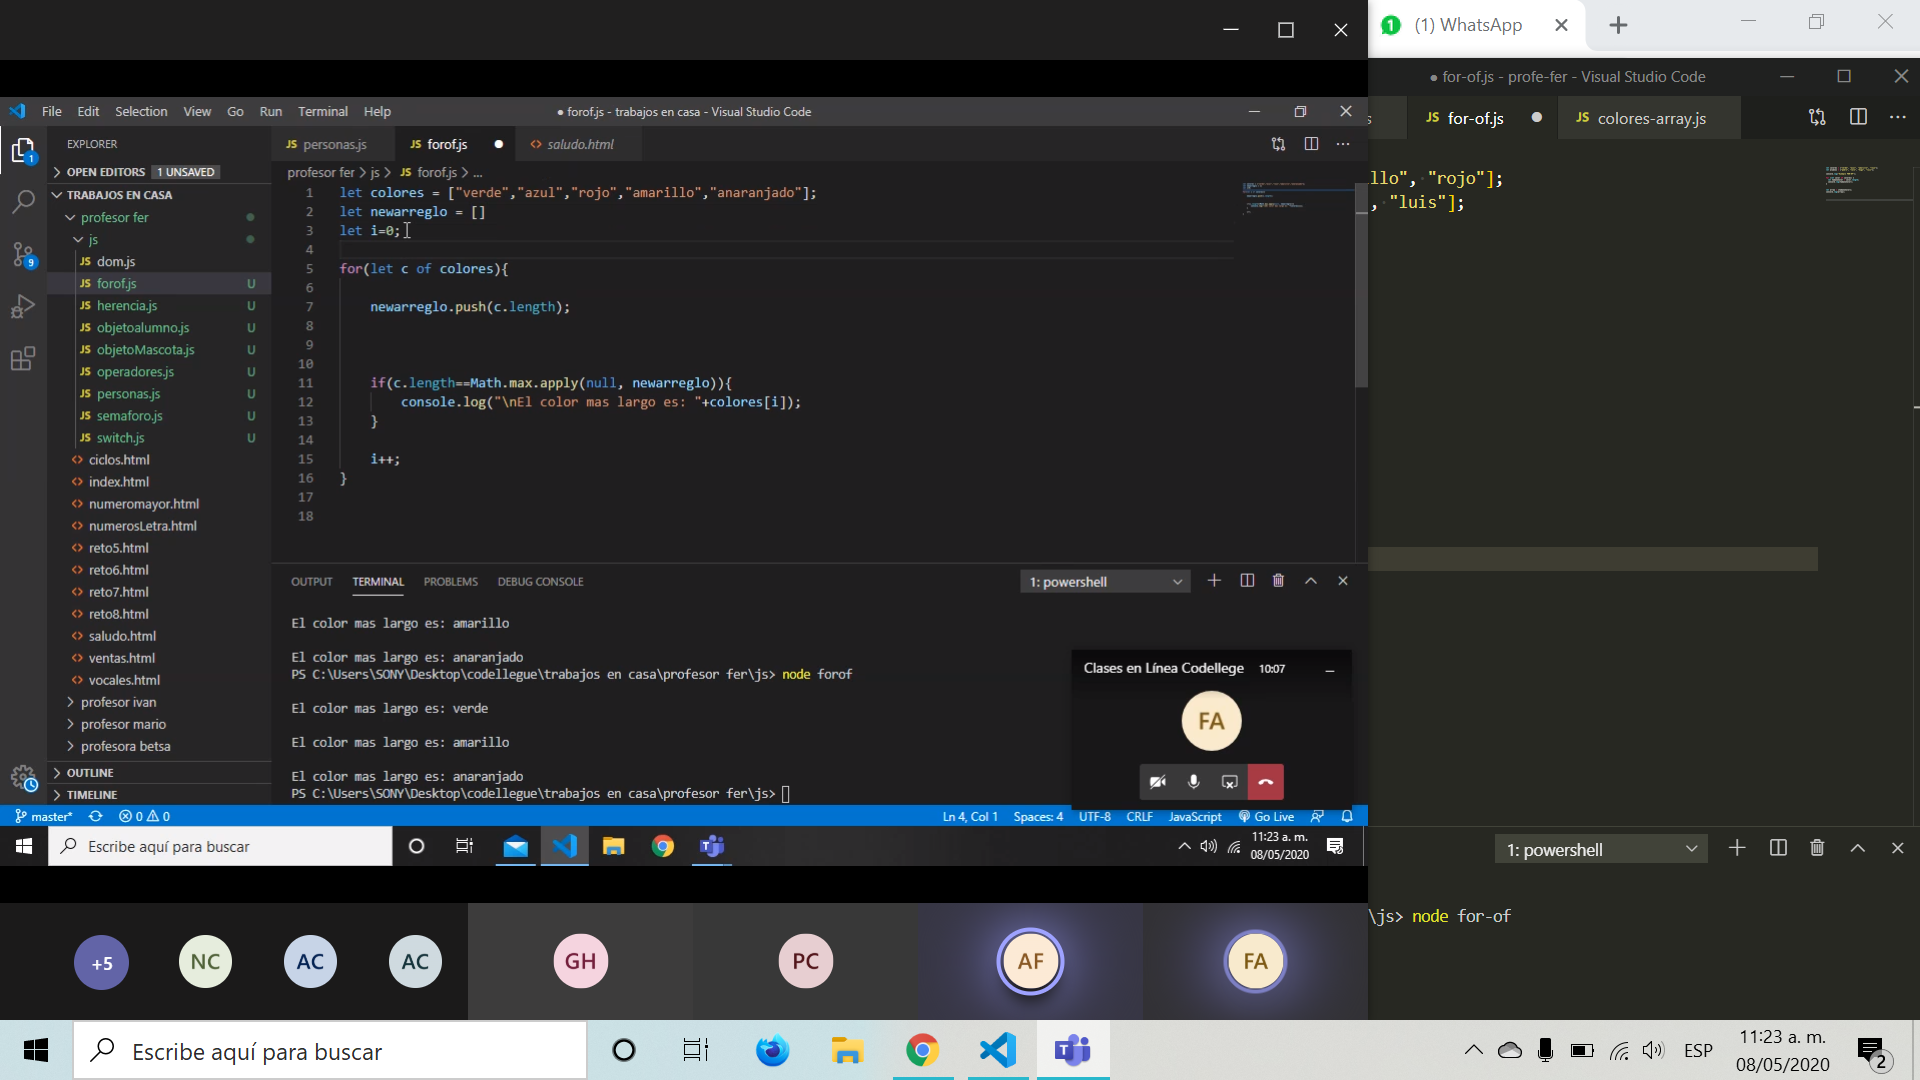 (1) WhatsApp
● for-of.js - profe-fer - Visual Studio Code
JS for-of.js
JS colores-array.js
llo", "rojo"];
, "luis"];
1: powershell
\js> node for-of
File Edit Selection View Go Run Terminal Help
● forof.js - trabajos en casa - Visual Studio Code
EXPLORER
OPEN EDITORS 1 UNSAVED
TRABAJOS EN CASA
profesor fer
js
JS dom.js
JS forof.js U
JS herencia.js U
JS objetoalumno.js U
JS objetoMascota.js U
JS operadores.js U
JS personas.js U
JS semaforo.js U
JS switch.js U
ciclos.html
index.html
numeromayor.html
numerosLetra.html
reto5.html
reto6.html
reto7.html
reto8.html
saludo.html
ventas.html
vocales.html
profesor ivan
profesor mario
profesora betsa
OUTLINE
TIMELINE
1
9
JS personas.js
JS forof.js
<> saludo.html
profesor fer > js > JS forof.js > ...
1 let colores = ["verde","azul","rojo","amarillo","anaranjado"];
2 let newarreglo = []
3 let i=0;
4
5 for(let c of colores){
6
7 newarreglo.push(c.length);
8
9
10
11 if(c.length==Math.max.apply(null, newarreglo)){
12 console.log("\nEl color mas largo es: "+colores[i]);
13 }
14
15 i++;
16 }
17
18
OUTPUT TERMINAL PROBLEMS DEBUG CONSOLE
1: powershell
El color mas largo es: amarillo
El color mas largo es: anaranjado
PS C:\Users\SONY\Desktop\codellegue\trabajos en casa\profesor fer\js> node forof
El color mas largo es: verde
El color mas largo es: amarillo
El color mas largo es: anaranjado
PS C:\Users\SONY\Desktop\codellegue\trabajos en casa\profesor fer\js>
Clases en Línea Codellege 10:07
FA
master* 0 0
Ln 4, Col 1 Spaces: 4 UTF-8 CRLF JavaScript Go Live
Escribe aquí para buscar
11:23 a. m.
08/05/2020
+5 NC AC AC GH PC AF FA
Escribe aquí para buscar
ESP
11:23 a. m.
08/05/2020
2